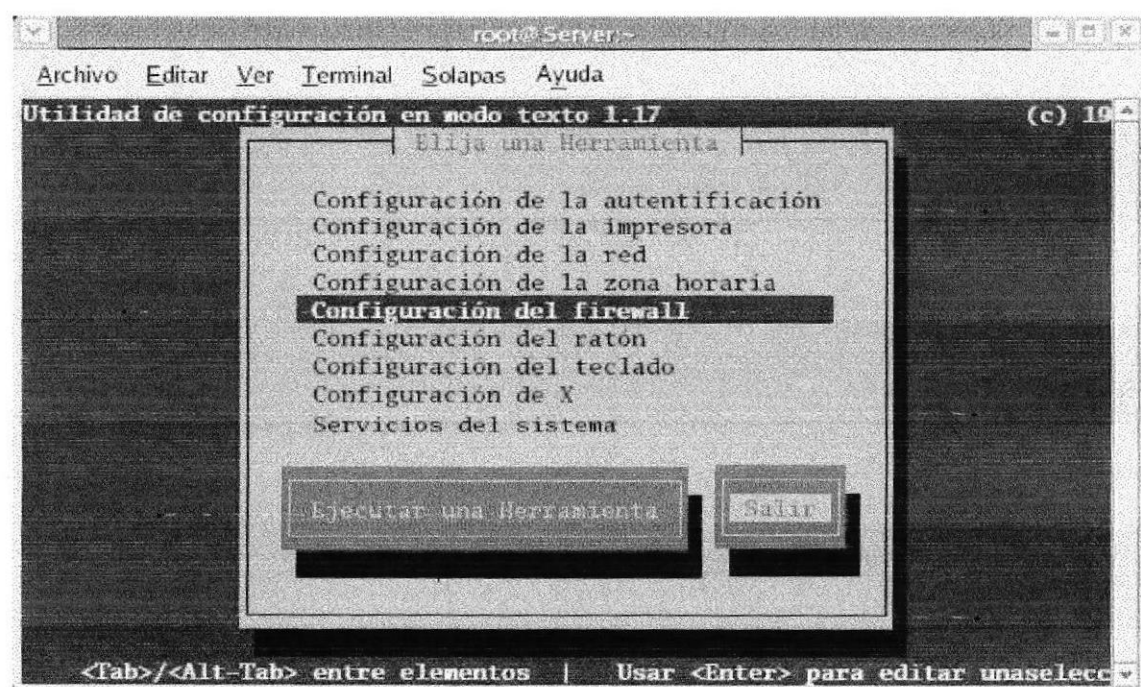 root@Server:~
Archivo Editar Ver Terminal Solapas Ayuda
Utilidad de configuración en modo texto 1.17 (c) 19
Elija una Herramienta
Configuración de la autentificación
Configuración de la impresora
Configuración de la red
Configuración de la zona horaria
Configuración del firewall
Configuración del ratón
Configuración del teclado
Configuración de X
Servicios del sistema
Ejecutar una Herramienta Salir
<Tab>/<Alt-Tab> entre elementos | Usar <Enter> para editar unaselecc